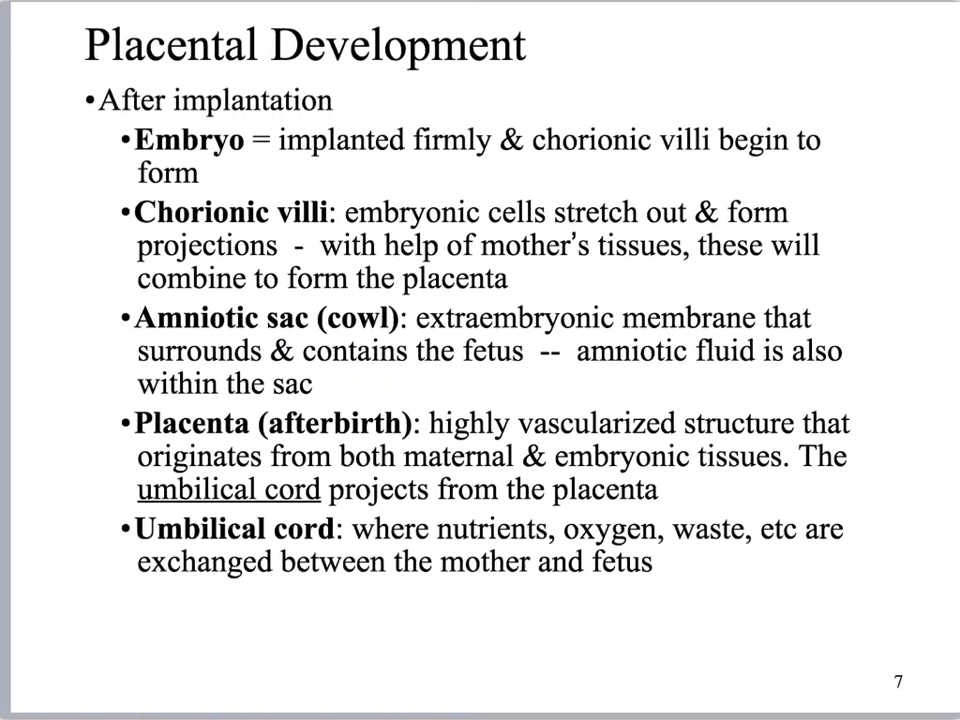 Placental Development
•After implantation
•Embryo = implanted firmly & chorionic villi begin to
form
•Chorionic villi: embryonic cells stretch out & form
projections - with help of mother's tissues, these will
combine to form the placenta
•Amniotic sac (cowl): extraembryonic membrane that
surrounds & contains the fetus -- amniotic fluid is also
within the sac
•Placenta (afterbirth): highly vascularized structure that
originates from both maternal & embryonic tissues. The
umbilical cord projects from the placenta
•Umbilical cord: where nutrients, oxygen, waste, etc are
exchanged between the mother and fetus
7